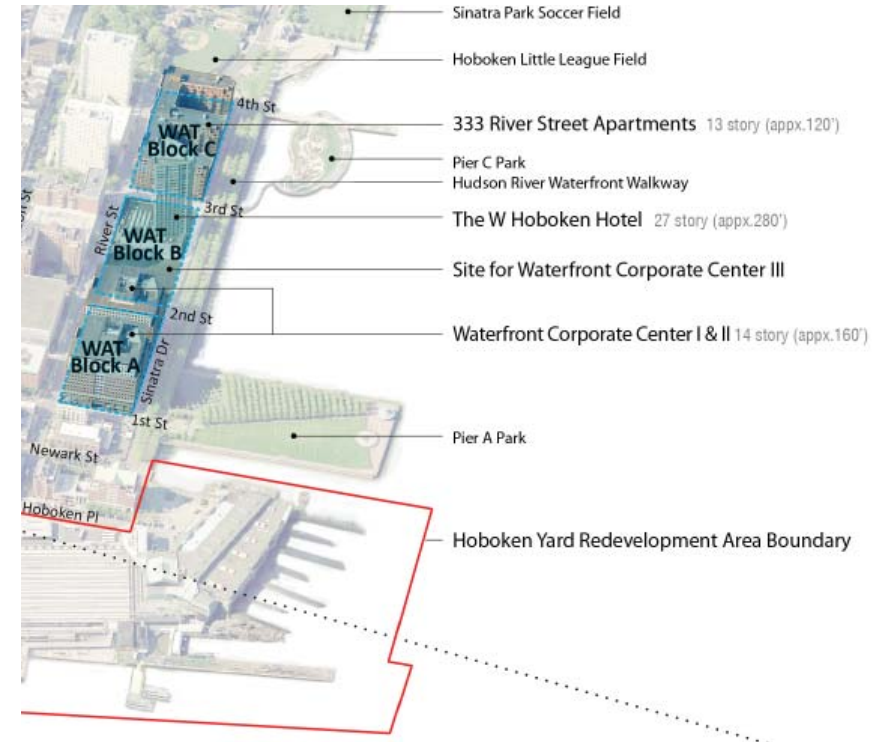 Sinatra Park Soccer Field
Hoboken Little League Field
4th St
333 River Street Apartments 13 story (appx.120')
WAT
Block C
Pier C Park
Hudson River Waterfront Walkway
3rd St
The W Hoboken Hotel 27 story (appx.280')
River St
WAT
Block B
Site for Waterfront Corporate Center III
2nd St
Waterfront Corporate Center I & II 14 story (appx.160')
WAT
Block A
Sinatra Dr
1st St
Pier A Park
Newark St
Hoboken Pl
Hoboken Yard Redevelopment Area Boundary